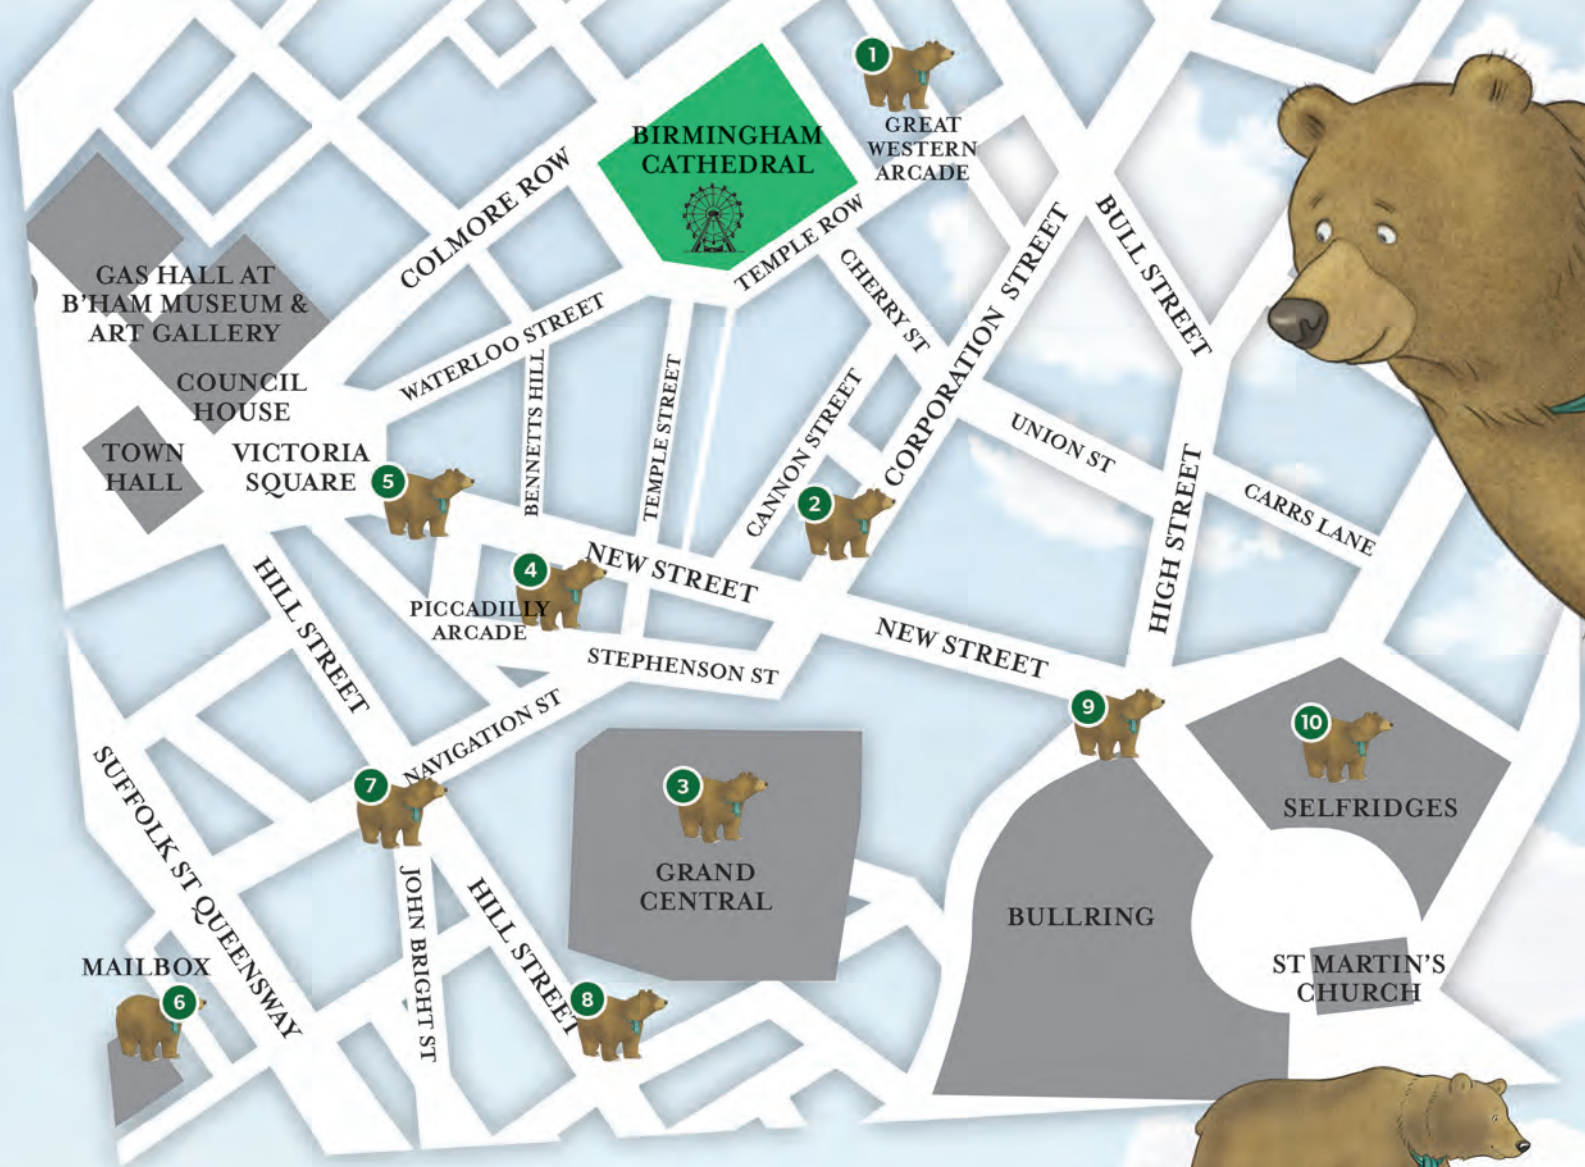 1
GREAT
WESTERN
ARCADE
BIRMINGHAM
CATHEDRAL
COLMORE ROW
TEMPLE ROW
BULL STREET
CHERRY ST
CORPORATION STREET
GAS HALL AT
B'HAM MUSEUM &
ART GALLERY
WATERLOO STREET
COUNCIL
HOUSE
TOWN
HALL
VICTORIA
SQUARE
5
BENNETTS HILL
TEMPLE STREET
CANNON STREET
2
UNION ST
HIGH STREET
CARRS LANE
4
PICCADILLY
ARCADE
NEW STREET
NEW STREET
HILL STREET
STEPHENSON ST
NAVIGATION ST
9
10
SELFRIDGES
7
3
GRAND
CENTRAL
SUFFOLK ST QUEENSWAY
JOHN BRIGHT ST
HILL STREET
BULLRING
MAILBOX
6
8
ST MARTIN'S
CHURCH